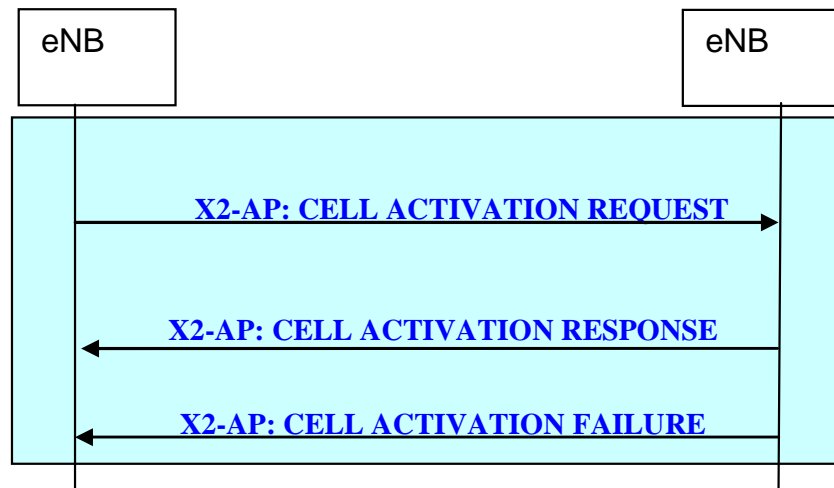 eNB
eNB
X2-AP: CELL ACTIVATION REQUEST
X2-AP: CELL ACTIVATION RESPONSE
X2-AP: CELL ACTIVATION FAILURE